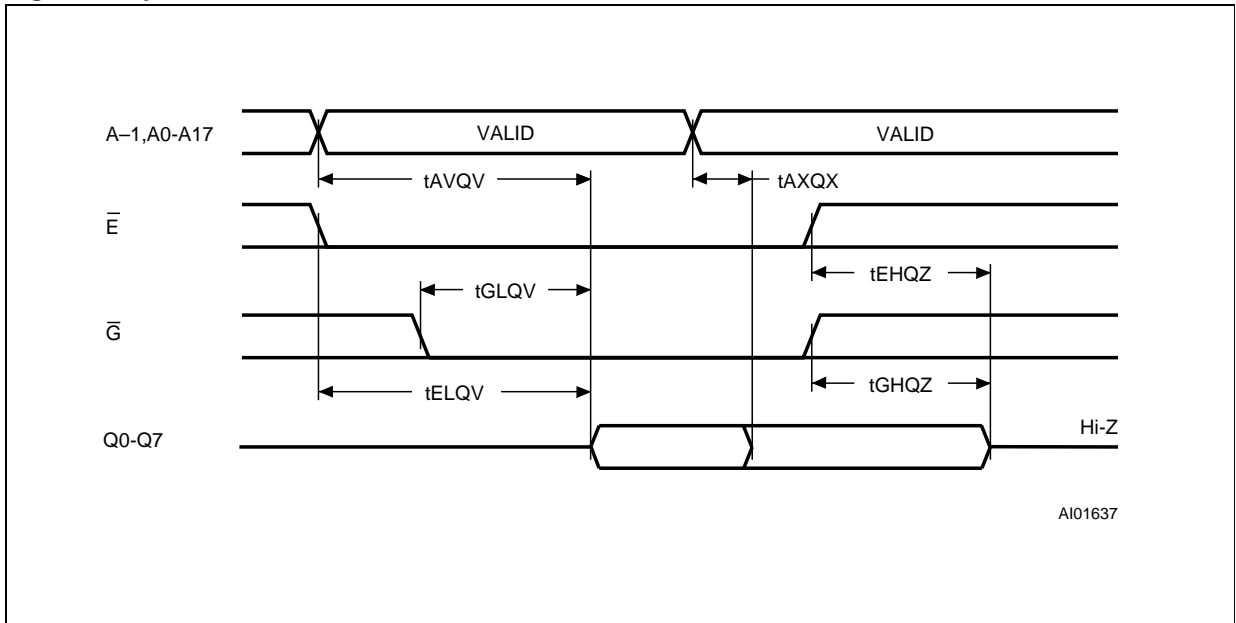 A–1,A0-A17
VALID
VALID
tAVQV
tAXQX
E̅
tEHQZ
tGLQV
G̅
tGHQZ
tELQV
Q0-Q7
Hi-Z
AI01637